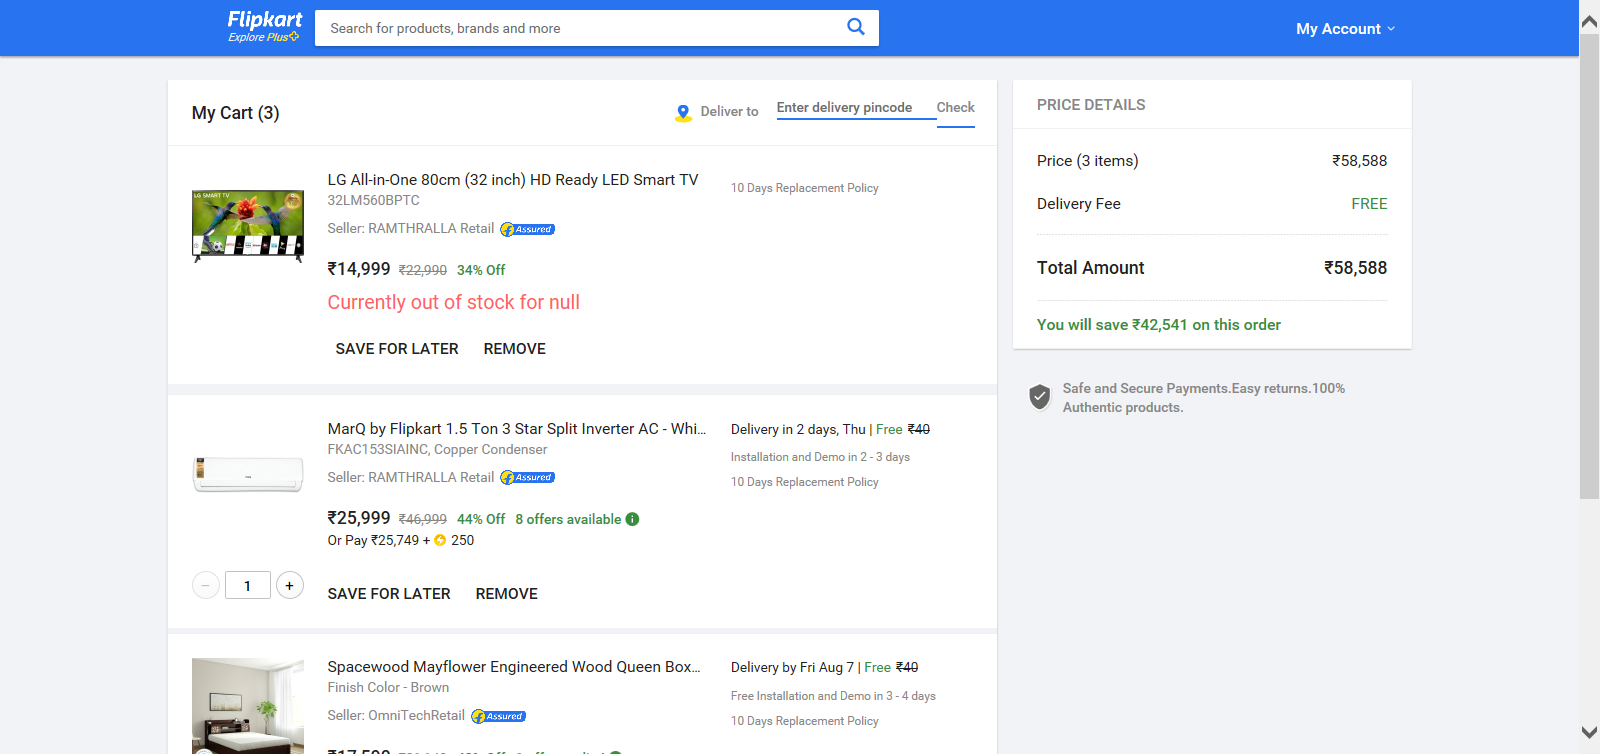 Flipkart
Explore Plus
Search for products, brands and more
My Account
My Cart (3)
Deliver to
Enter delivery pincode
Check
LG All-in-One 80cm (32 inch) HD Ready LED Smart TV
32LM560BPTC
Seller: RAMTHRALLA Retail Assured
10 Days Replacement Policy
LG SMART TV
₹14,999 ₹22,990 34% Off
Currently out of stock for null
SAVE FOR LATER REMOVE
MarQ by Flipkart 1.5 Ton 3 Star Split Inverter AC - Whi...
FKAC153SIAINC, Copper Condenser
Seller: RAMTHRALLA Retail Assured
Delivery in 2 days, Thu | Free ₹40
Installation and Demo in 2 - 3 days
10 Days Replacement Policy
₹25,999 ₹46,999 44% Off 8 offers available
Or Pay ₹25,749 + 250
− 1 +
SAVE FOR LATER REMOVE
Spacewood Mayflower Engineered Wood Queen Box...
Finish Color - Brown
Seller: OmniTechRetail Assured
Delivery by Fri Aug 7 | Free ₹40
Free Installation and Demo in 3 - 4 days
10 Days Replacement Policy
PRICE DETAILS
Price (3 items) ₹58,588
Delivery Fee FREE
Total Amount ₹58,588
You will save ₹42,541 on this order
Safe and Secure Payments.Easy returns.100%
Authentic products.